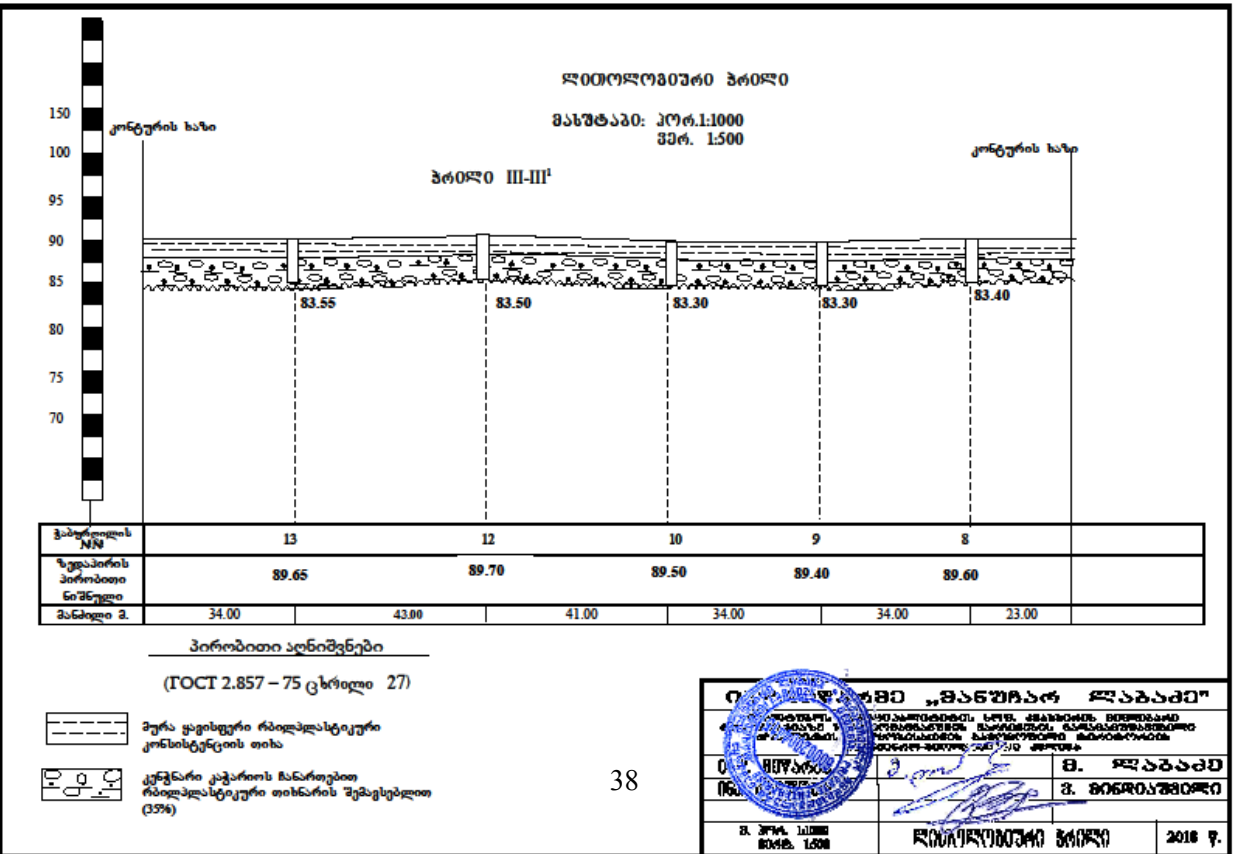 ლითოლოგიური ჭრილი
მასშტაბი: ჰორ.1:1000
ვერ. 1:500
ჭრილი III-III¹
კონტურის ხაზი
კონტურის ხაზი
150
100
95
90
85
80
75
70
83.55
83.50
83.30
83.30
83.40
ჭაბურღილის NN
13
12
10
9
8
ზედაპირის
პირობითი
ნიშნული
89.65
89.70
89.50
89.40
89.60
მანძილი მ.
34.00
43.00
41.00
34.00
34.00
23.00
პირობითი აღნიშვნები
(ГОСТ 2.857 – 75 ცხრილი 27)
მურა ყავისფერი რბილპლასტიკური
კონსისტენციის თიხა
კენჭნარი კაჭარის ჩანართებით
რბილპლასტიკური თიხნარის შემავსებლით
(35%)
38
„მანუჩარ ლაბაძე"
მ. ლაბაძე
ლითოლოგიური ჭრილი
2016 წ.